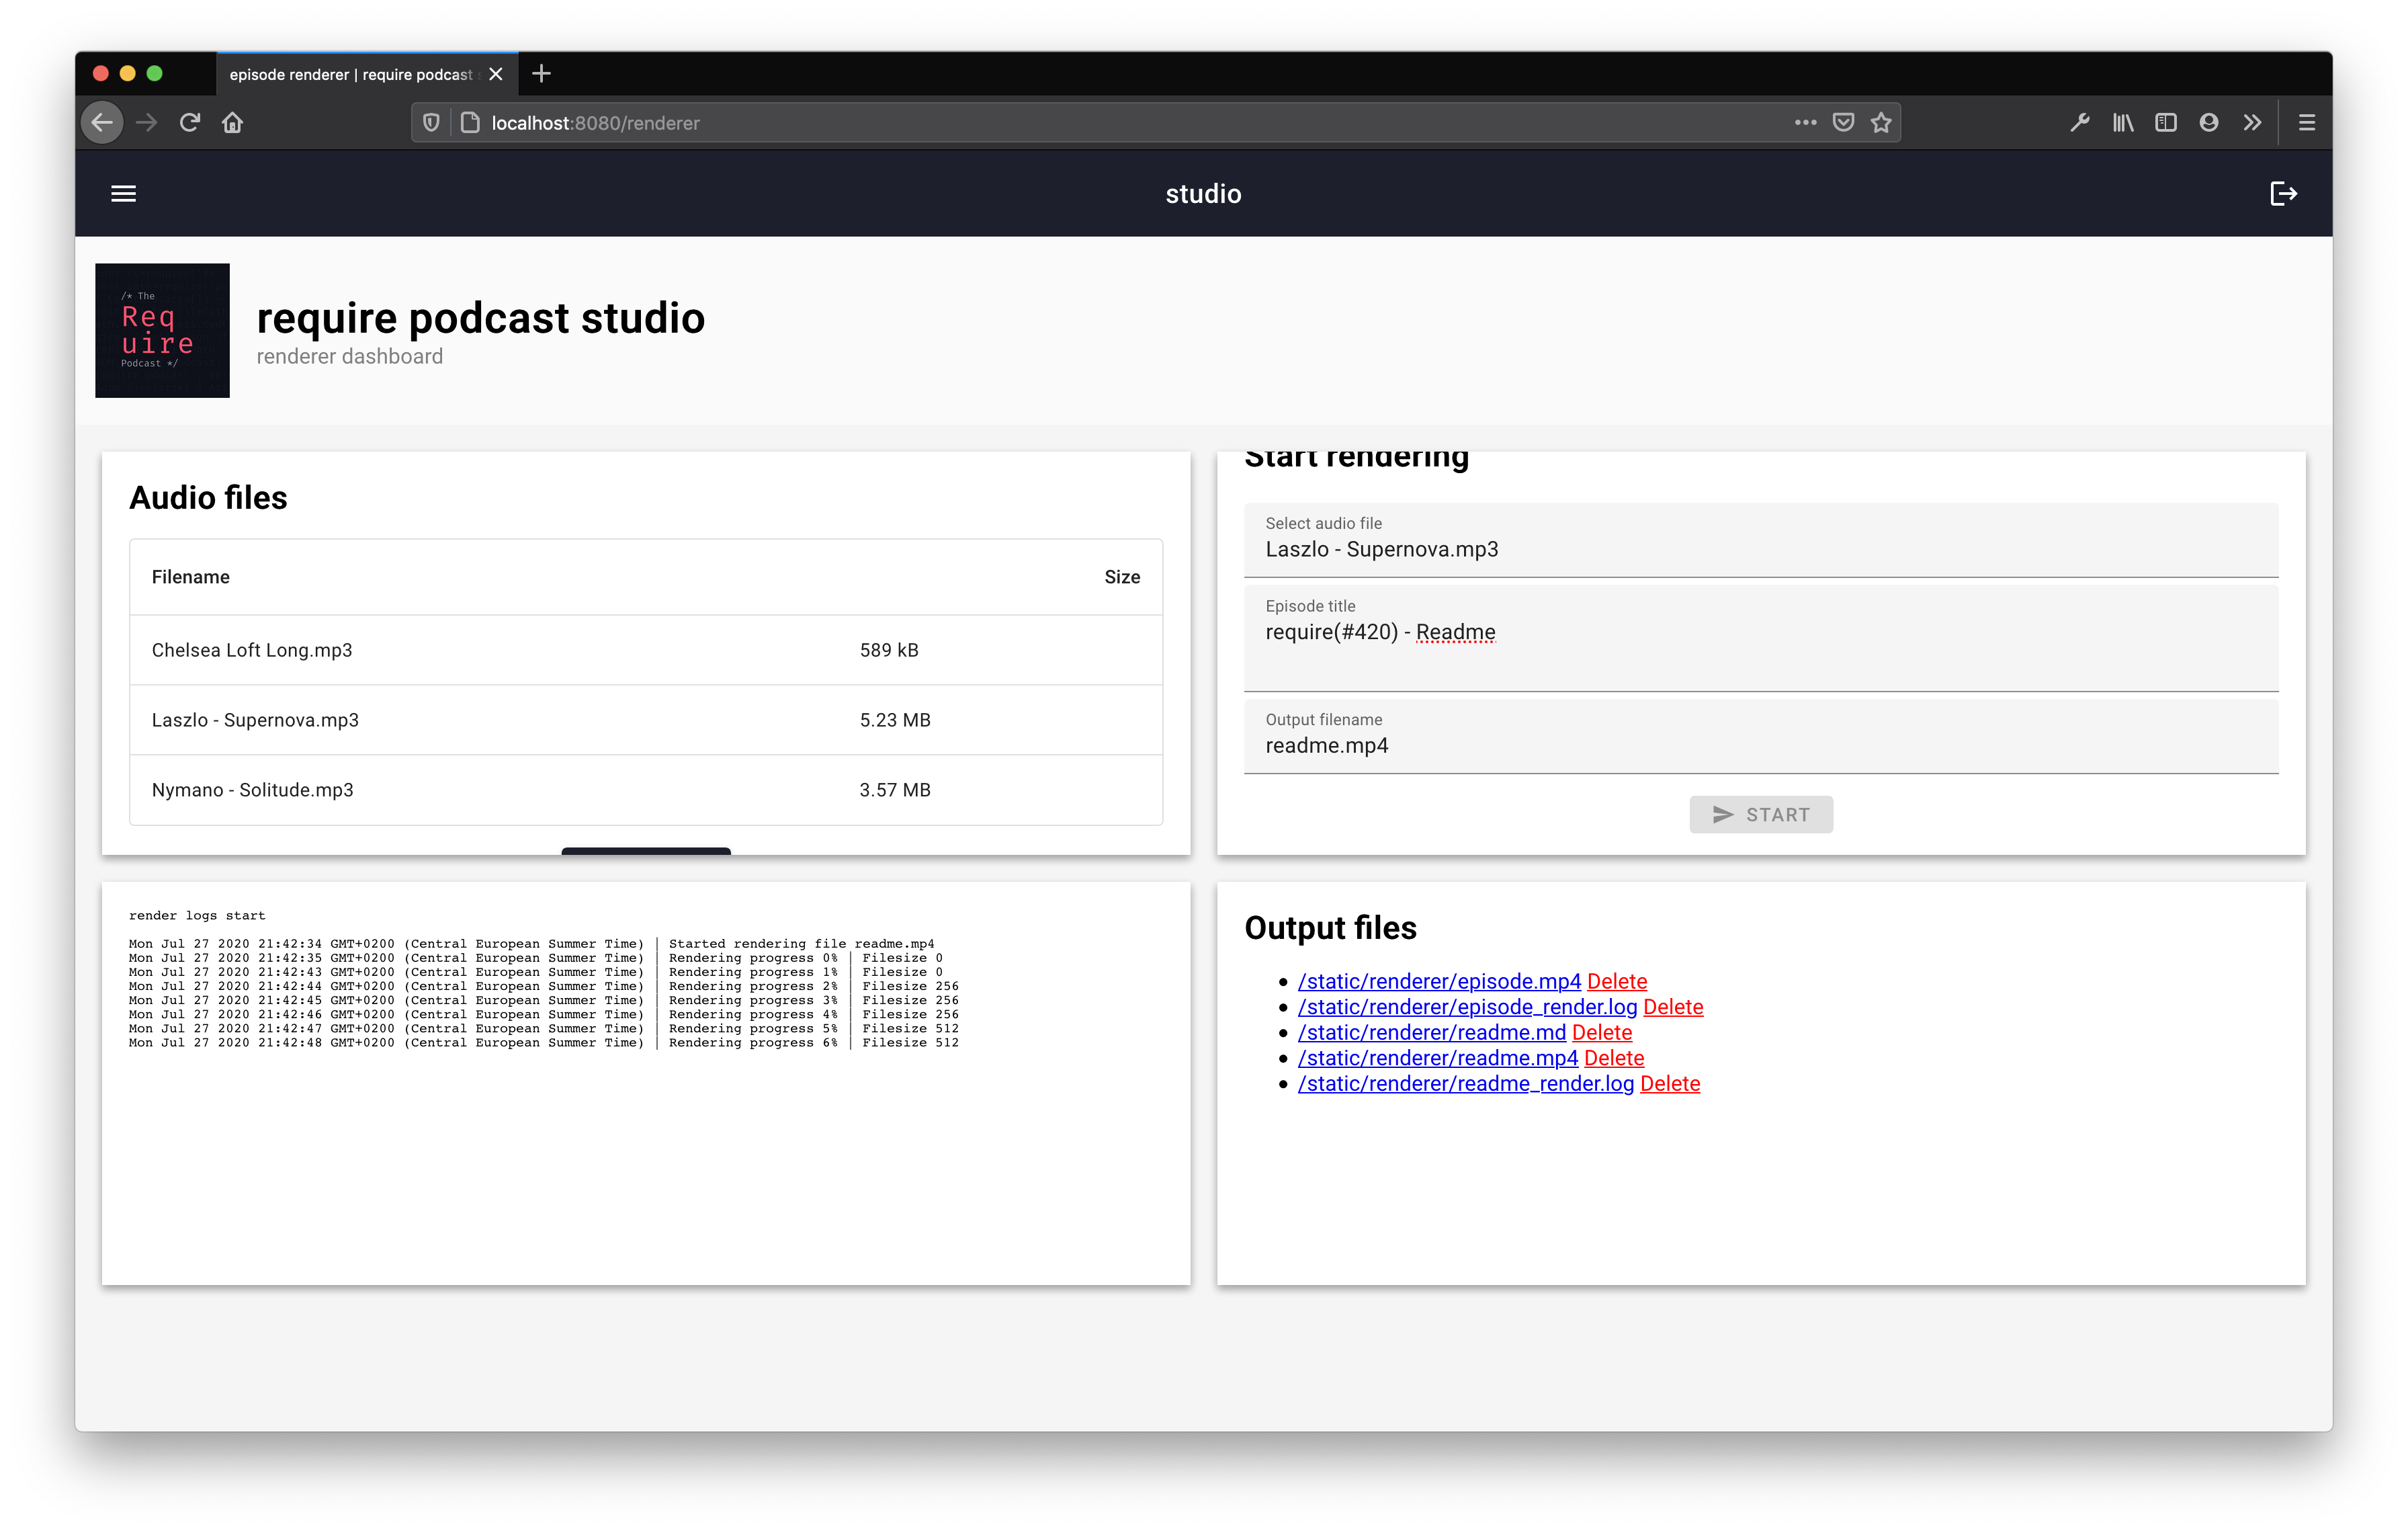 episode renderer | require podcast
localhost:8080/renderer
studio
/* The
Req
uire
Podcast */
require podcast studio
renderer dashboard
Audio files
Filename Size
Chelsea Loft Long.mp3 589 kB
Laszlo - Supernova.mp3 5.23 MB
Nymano - Solitude.mp3 3.57 MB
Start rendering
Select audio file
Laszlo - Supernova.mp3
Episode title
require(#420) - Readme
Output filename
readme.mp4
START
render logs start
Mon Jul 27 2020 21:42:34 GMT+0200 (Central European Summer Time) | Started rendering file readme.mp4
Mon Jul 27 2020 21:42:35 GMT+0200 (Central European Summer Time) | Rendering progress 0% | Filesize 0
Mon Jul 27 2020 21:42:43 GMT+0200 (Central European Summer Time) | Rendering progress 1% | Filesize 0
Mon Jul 27 2020 21:42:44 GMT+0200 (Central European Summer Time) | Rendering progress 2% | Filesize 256
Mon Jul 27 2020 21:42:45 GMT+0200 (Central European Summer Time) | Rendering progress 3% | Filesize 256
Mon Jul 27 2020 21:42:46 GMT+0200 (Central European Summer Time) | Rendering progress 4% | Filesize 256
Mon Jul 27 2020 21:42:47 GMT+0200 (Central European Summer Time) | Rendering progress 5% | Filesize 512
Mon Jul 27 2020 21:42:48 GMT+0200 (Central European Summer Time) | Rendering progress 6% | Filesize 512
Output files
/static/renderer/episode.mp4 Delete
/static/renderer/episode_render.log Delete
/static/renderer/readme.md Delete
/static/renderer/readme.mp4 Delete
/static/renderer/readme_render.log Delete